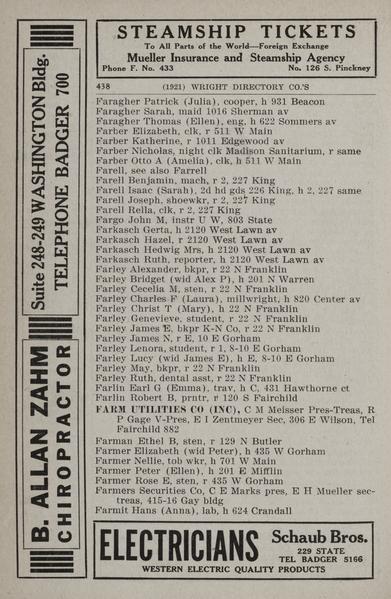 STEAMSHIP TICKETS
To All Parts of the World—Foreign Exchange
Mueller Insurance and Steamship Agency
Phone F. No. 433 No. 126 S. Pinckney
B. ALLAN ZAHM
CHIROPRACTOR
Suite 248-249 WASHINGTON Bldg.
TELEPHONE BADGER 700
438 (1921) WRIGHT DIRECTORY CO.'S
Faragher Patrick (Julia), cooper, h 931 Beacon
Faragher Sarah, maid 1016 Sherman av
Faragher Thomas (Ellen), eng, h 622 Sommers av
Farber Elizabeth, clk, r 511 W Main
Farber Katherine, r 1011 Edgewood av
Farber Nicholas, night clk Madison Sanitarium, r same
Farber Otto A (Amelia), clk, h 511 W Main
Farell, see also Farrell
Farell Benjamin, mach, r 2, 227 King
Farell Isaac (Sarah), 2d hd gds 226 King, h 2, 227 same
Farell Joseph, shoewkr, r 2, 227 King
Farell Rella, clk, r 2, 227 King
Fargo John M, instr U W, 803 State
Farkasch Gerta, h 2120 West Lawn av
Farkasch Hazel, r 2120 West Lawn av
Farkasch Hedwig Mrs, h 2120 West Lawn av
Farkasch Ruth, reporter, h 2120 West Lawn av
Farley Alexander, bkpr, r 22 N Franklin
Farley Bridget (wid Alex P), h 201 N Warren
Farley Cecelia M, sten, r 22 N Franklin
Farley Charles F (Laura), millwright, h 820 Center av
Farley Christ T (Mary), h 22 N Franklin
Farley Genevieve, student, r 22 N Franklin
Farley James E, bkpr K-N Co, r 22 N Franklin
Farley James N, r E, 10 E Gorham
Farley Lenora, student, r 1, 8-10 E Gorham
Farley Lucy (wid James E), h E, 8-10 E Gorham
Farley May, bkpr, r 22 N Franklin
Farley Ruth, dental asst, r 22 N Franklin
Farlin Earl G (Emma), trav, h C, 431 Hawthorne ct
Farlin Robert B, prntr, r 120 S Fairchild
FARM UTILITIES CO (INC), C M Meisser Pres-Treas, R
P Gage V-Pres, E I Zentmyer Sec, 306 E Wilson, Tel
Fairchild 882
Farman Ethel B, sten, r 129 N Butler
Farmer Elizabeth (wid Peter), h 435 W Gorham
Farmer Nellie, tob wkr, h 701 W Main
Farmer Peter (Ellen), h 201 E Mifflin
Farmer Rose E, sten, r 435 W Gorham
Farmers Securities Co, C E Marks pres, E H Mueller sec-
treas, 415-16 Gay bldg
Farmit Hans (Anna), lab, h 624 Crandall
ELECTRICIANS Schaub Bros.
229 STATE
TEL BADGER 5166
WESTERN ELECTRIC QUALITY PRODUCTS